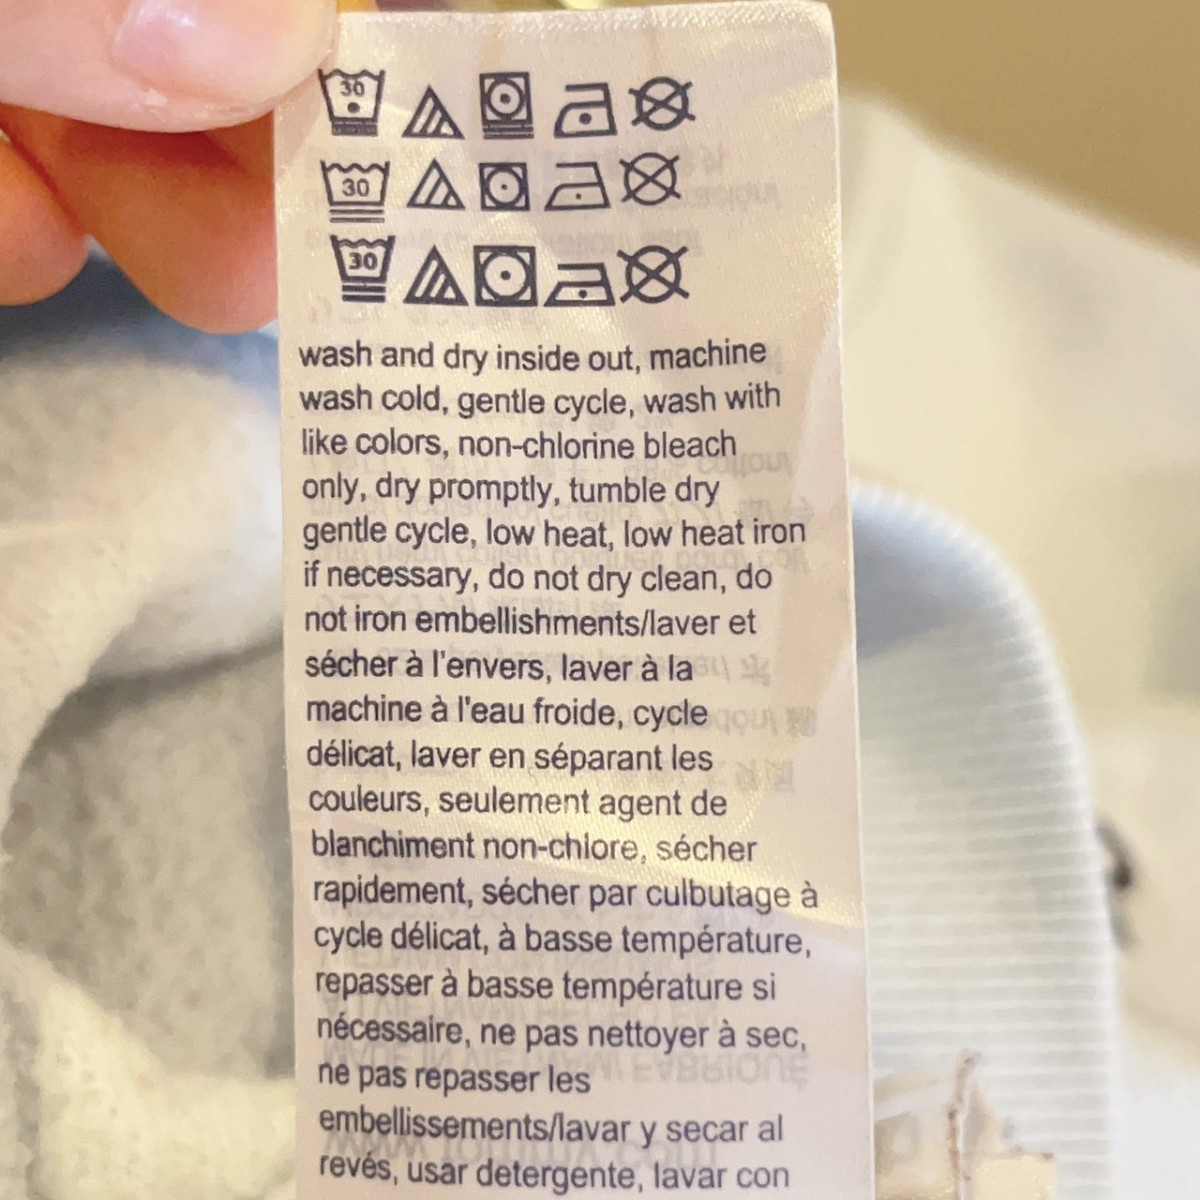 30
30
30
wash and dry inside out, machine
wash cold, gentle cycle, wash with
like colors, non-chlorine bleach
only, dry promptly, tumble dry
gentle cycle, low heat, low heat iron
if necessary, do not dry clean, do
not iron embellishments/laver et
sécher à l'envers, laver à la
machine à l'eau froide, cycle
délicat, laver en séparant les
couleurs, seulement agent de
blanchiment non-chlore, sécher
rapidement, sécher par culbutage à
cycle délicat, à basse température,
repasser à basse température si
nécessaire, ne pas nettoyer à sec,
ne pas repasser les
embellissements/lavar y secar al
revés, usar detergente, lavar con